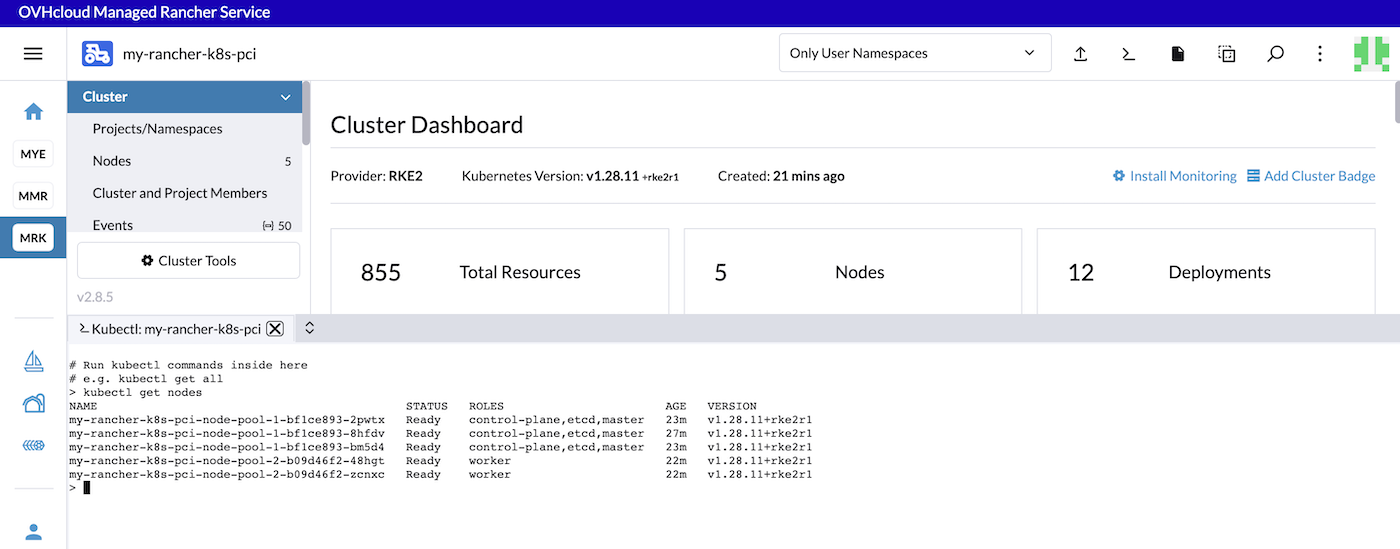 OVHcloud Managed Rancher Service
my-rancher-k8s-pci
Only User Namespaces
Cluster
MYE
MMR
MRK
Projects/Namespaces
Nodes 5
Cluster and Project Members
Events 50
Cluster Tools
v2.8.5
Cluster Dashboard
Provider: RKE2 Kubernetes Version: v1.28.11 +rke2r1 Created: 21 mins ago Install Monitoring Add Cluster Badge
855 Total Resources
5 Nodes
12 Deployments
Kubectl: my-rancher-k8s-pci
# Run kubectl commands inside here
# e.g. kubectl get all
> kubectl get nodes
NAME STATUS ROLES AGE VERSION
my-rancher-k8s-pci-node-pool-1-bf1ce893-2pwtx Ready control-plane,etcd,master 23m v1.28.11+rke2r1
my-rancher-k8s-pci-node-pool-1-bf1ce893-8hfdv Ready control-plane,etcd,master 27m v1.28.11+rke2r1
my-rancher-k8s-pci-node-pool-1-bf1ce893-bm5d4 Ready control-plane,etcd,master 23m v1.28.11+rke2r1
my-rancher-k8s-pci-node-pool-2-b09d46f2-48hgt Ready worker 22m v1.28.11+rke2r1
my-rancher-k8s-pci-node-pool-2-b09d46f2-zcnxc Ready worker 22m v1.28.11+rke2r1
>